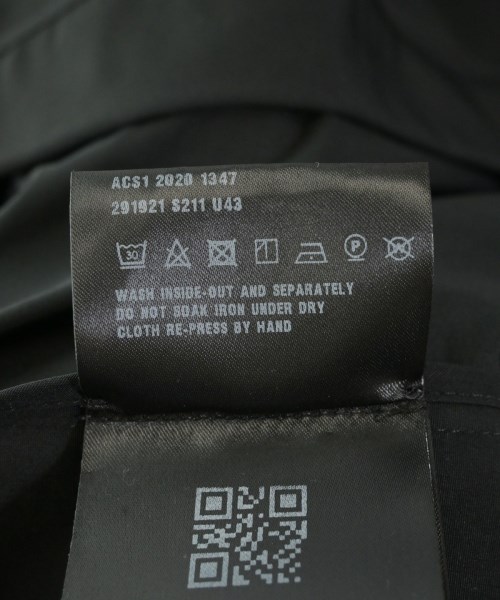 ACS1 2020 1347
291921 S211 U43
30 P
WASH INSIDE-OUT AND SEPARATELY
DO NOT SOAK IRON UNDER DRY
CLOTH RE-PRESS BY HAND